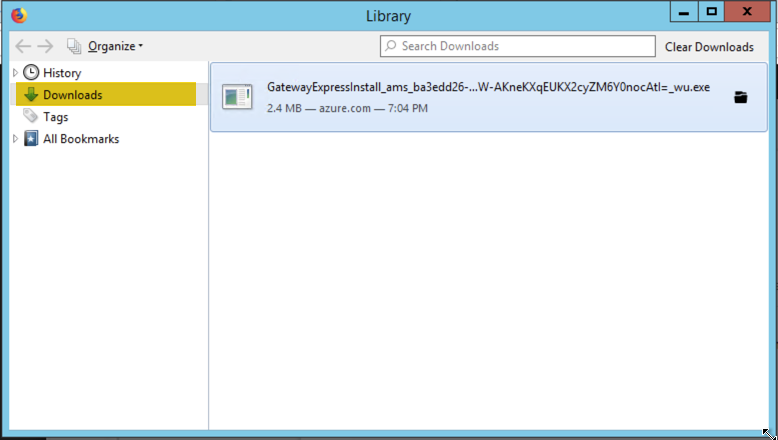 Library
Organize
Search Downloads
Clear Downloads
History
Downloads
Tags
All Bookmarks
GatewayExpressInstall_ams_ba3edd26-...W-AKneKXqEUKX2cyZM6Y0nocAtI=_wu.exe
2.4 MB — azure.com — 7:04 PM